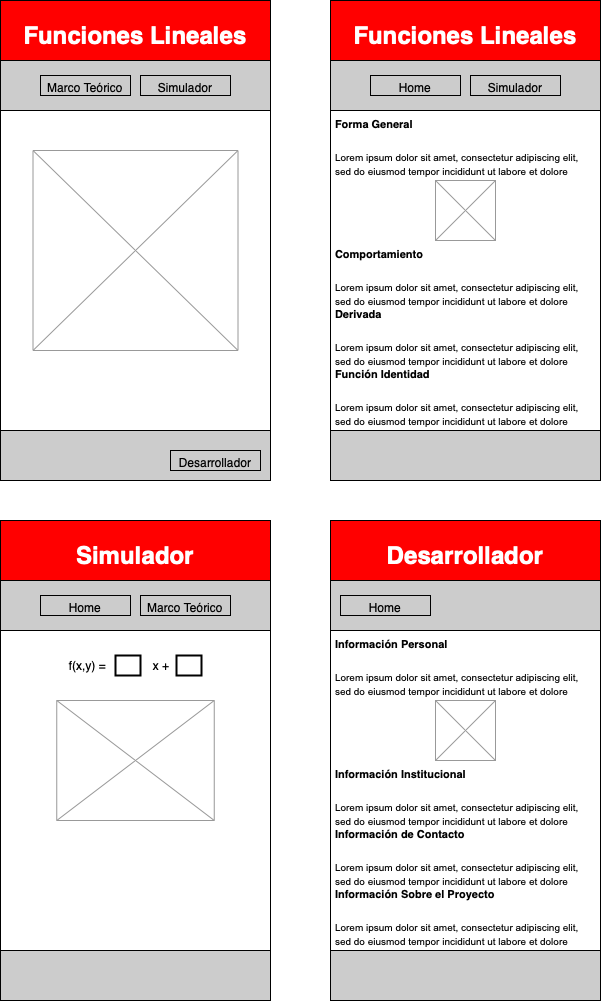 Funciones Lineales
Marco Teórico
Simulador
Desarrollador
Funciones Lineales
Home
Simulador
Forma General
Lorem ipsum dolor sit amet, consectetur adipiscing elit,
sed do eiusmod tempor incididunt ut labore et dolore
Comportamiento
Lorem ipsum dolor sit amet, consectetur adipiscing elit,
sed do eiusmod tempor incididunt ut labore et dolore
Derivada
Lorem ipsum dolor sit amet, consectetur adipiscing elit,
sed do eiusmod tempor incididunt ut labore et dolore
Función Identidad
Lorem ipsum dolor sit amet, consectetur adipiscing elit,
sed do eiusmod tempor incididunt ut labore et dolore
Simulador
Home
Marco Teórico
f(x,y) = x +
Desarrollador
Home
Información Personal
Lorem ipsum dolor sit amet, consectetur adipiscing elit,
sed do eiusmod tempor incididunt ut labore et dolore
Información Institucional
Lorem ipsum dolor sit amet, consectetur adipiscing elit,
sed do eiusmod tempor incididunt ut labore et dolore
Información de Contacto
Lorem ipsum dolor sit amet, consectetur adipiscing elit,
sed do eiusmod tempor incididunt ut labore et dolore
Información Sobre el Proyecto
Lorem ipsum dolor sit amet, consectetur adipiscing elit,
sed do eiusmod tempor incididunt ut labore et dolore